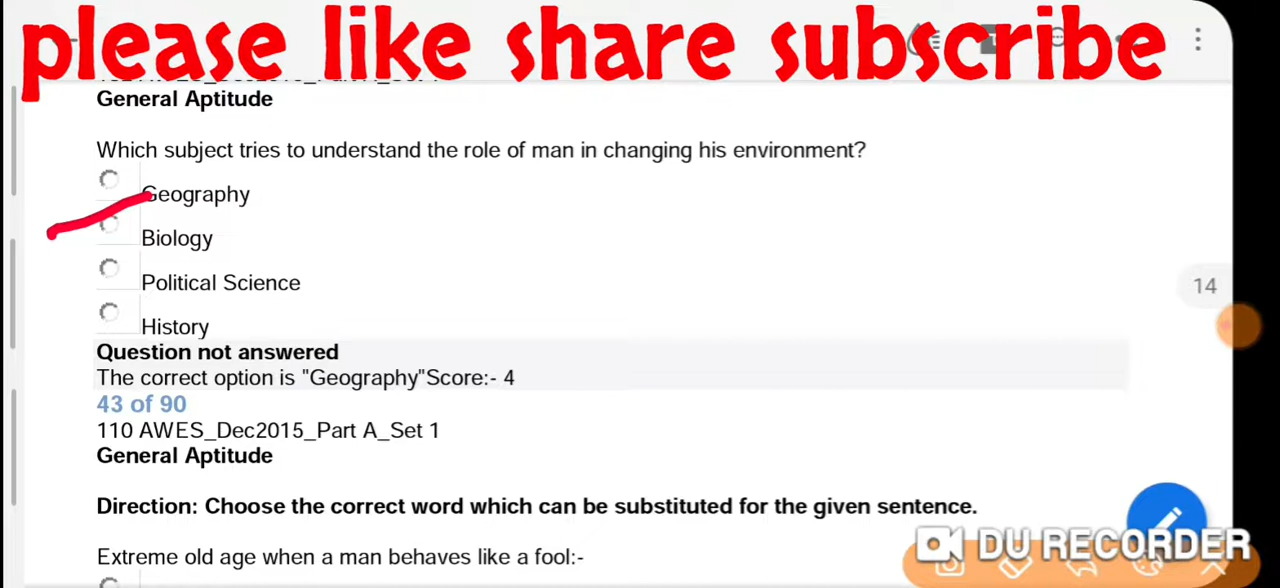 please like share subscribe
General Aptitude
Which subject tries to understand the role of man in changing his environment?
Geography
Biology
Political Science
History
Question not answered
The correct option is "Geography"Score:- 4
43 of 90
110 AWES_Dec2015_Part A_Set 1
General Aptitude
Direction: Choose the correct word which can be substituted for the given sentence.
Extreme old age when a man behaves like a fool:-
14
DU RECORDER